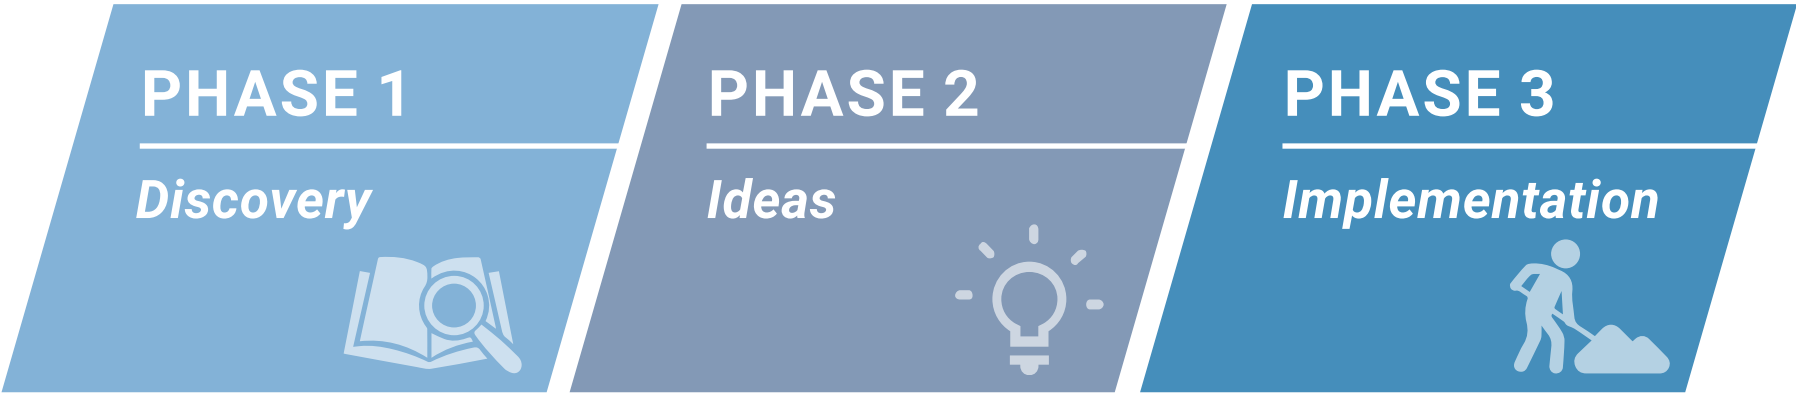 PHASE 1
Discovery
PHASE 2
Ideas
PHASE 3
Implementation